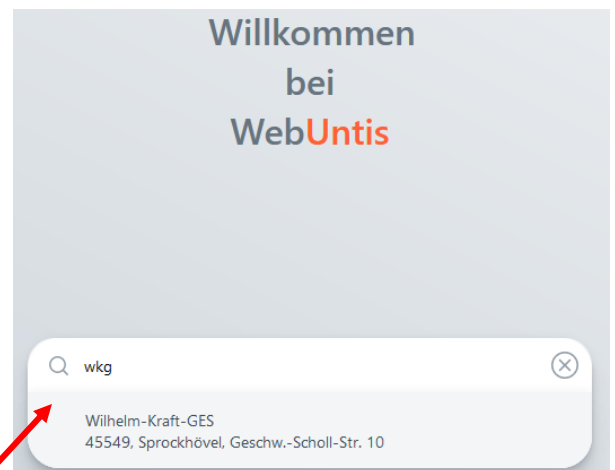 Willkommen
bei
WebUntis
wkg
Wilhelm-Kraft-GES
45549, Sprockhövel, Geschw.-Scholl-Str. 10